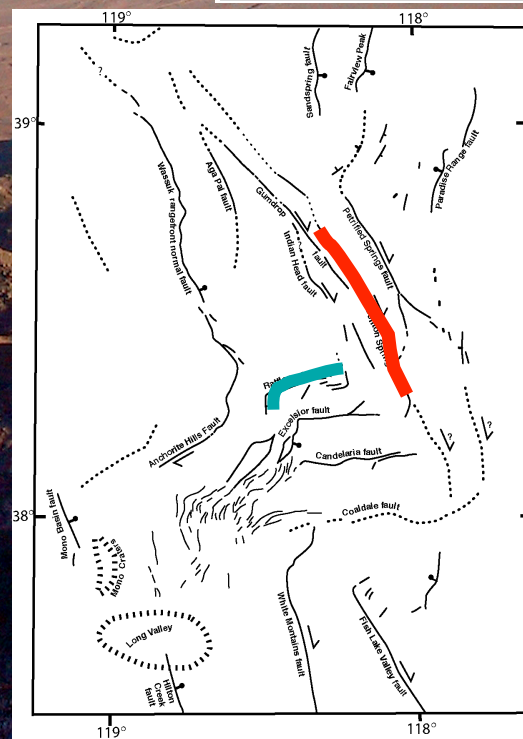 119°
118°
Sandspring fault
Fairview Peak
39°
?
Paradise Range fault
Wassuk rangefront normal fault
Aga Pai fault
Gumdrop
fault
Indian Head fault
Petrified Springs fault
Excelsior fault
Anchorite Hills Fault
Candelaria fault
?
?
Coaldale fault
38°
Mono Basin fault
Mono Craters
Long Valley
Hilton
Creek
fault
White Mountains fault
Fish Lake Valley fault
119°
118°